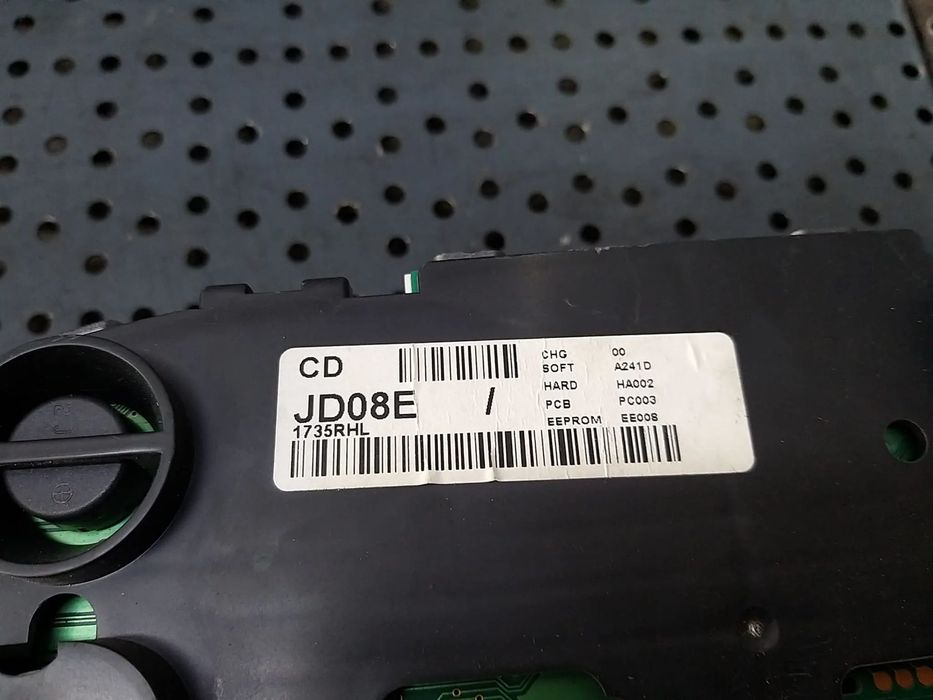 CD
CHG 00
SOFT A241D
JD08E /
HARD HA002
PCB PC003
1735RHL
EEPROM EE008